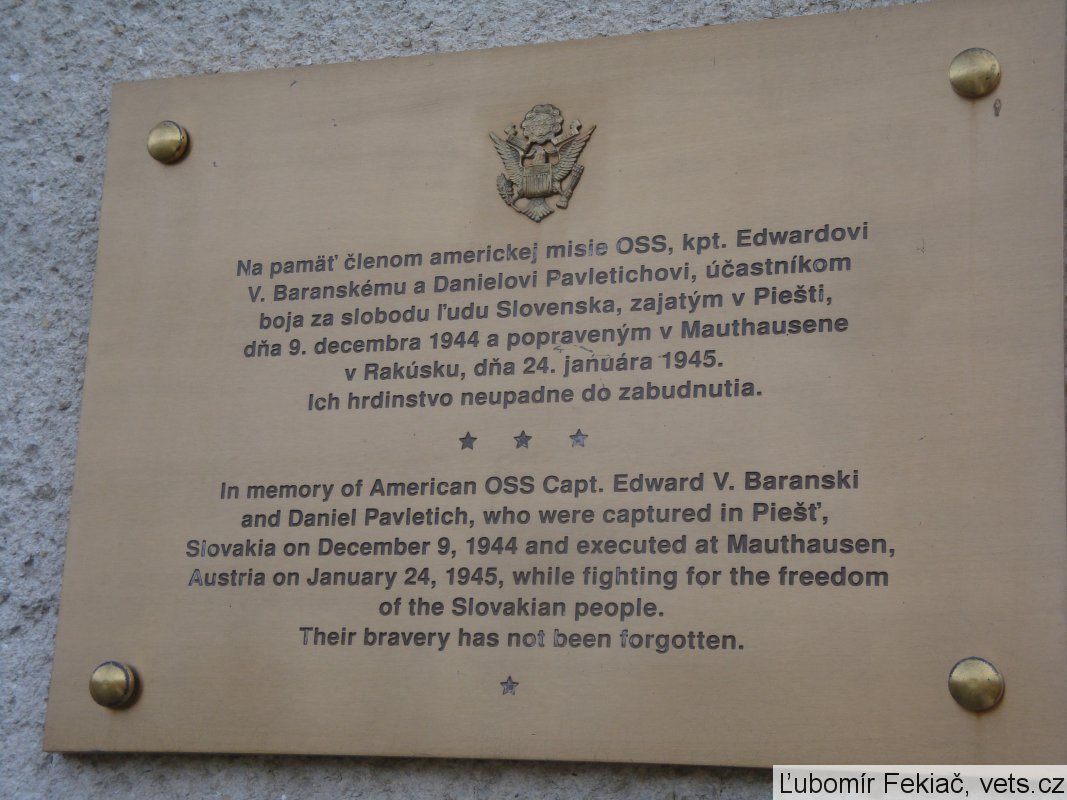 Na pamäť členom americkej misie OSS, kpt. Edwardovi
V. Baranskému a Danielovi Pavletichovi, účastníkom
boja za slobodu ľudu Slovenska, zajatým v Piešti,
dňa 9. decembra 1944 a popraveným v Mauthausene
v Rakúsku, dňa 24. januára 1945.
Ich hrdinstvo neupadne do zabudnutia.
In memory of American OSS Capt. Edward V. Baranski
and Daniel Pavletich, who were captured in Piešť,
Slovakia on December 9, 1944 and executed at Mauthausen,
Austria on January 24, 1945, while fighting for the freedom
of the Slovakian people.
Their bravery has not been forgotten.
Ľubomír Fekiač, vets.cz